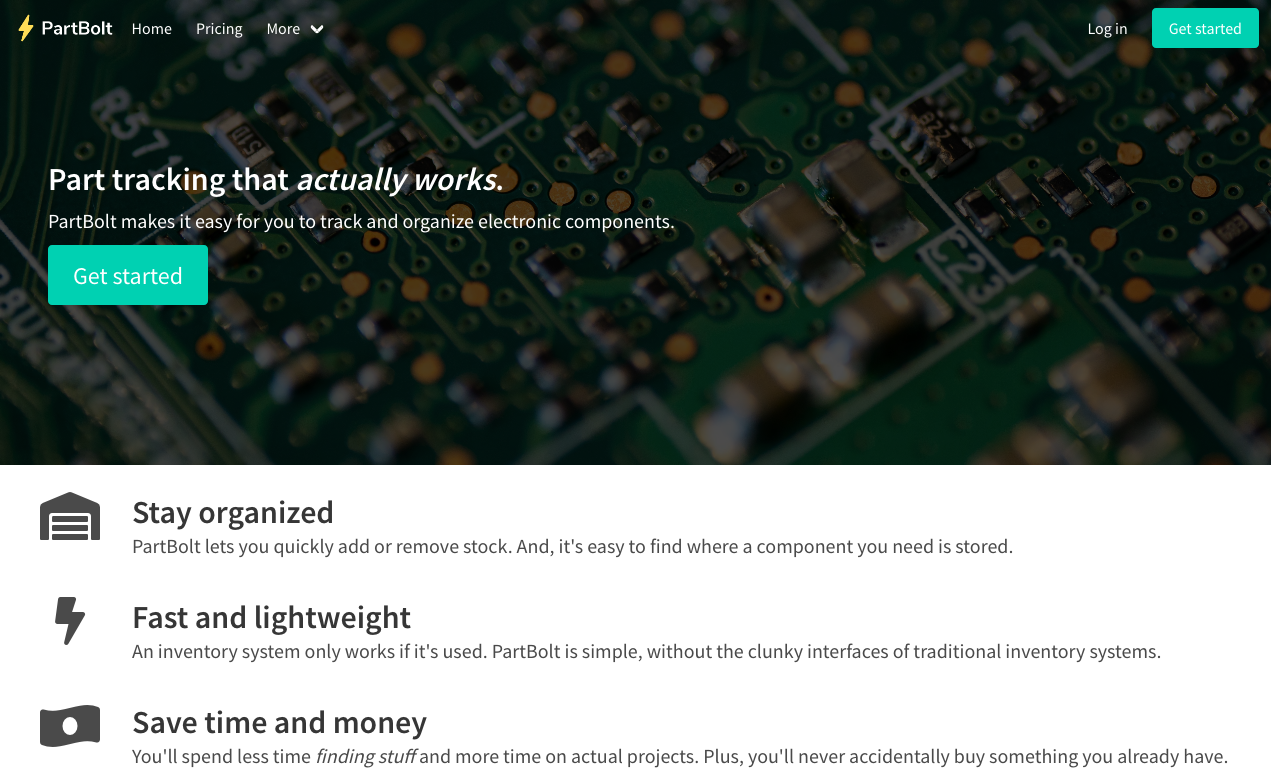 PartBolt Home Pricing More Log in Get started
R57
Part tracking that actually works.
PartBolt makes it easy for you to track and organize electronic components.
Get started
C231
Stay organized
PartBolt lets you quickly add or remove stock. And, it's easy to find where a component you need is stored.
Fast and lightweight
An inventory system only works if it's used. PartBolt is simple, without the clunky interfaces of traditional inventory systems.
Save time and money
You'll spend less time finding stuff and more time on actual projects. Plus, you'll never accidentally buy something you already have.